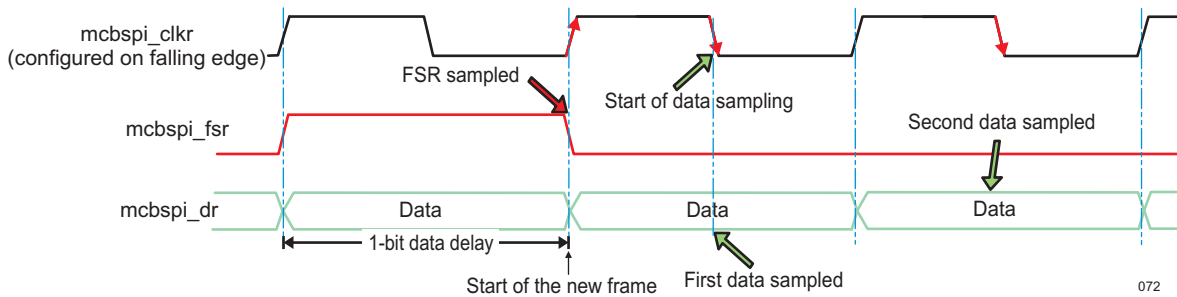 mcbspi_clkr
(configured on falling edge)
FSR sampled
Start of data sampling
mcbspi_fsr
Second data sampled
mcbspi_dr
Data
Data
Data
1-bit data delay
Start of the new frame
First data sampled
072